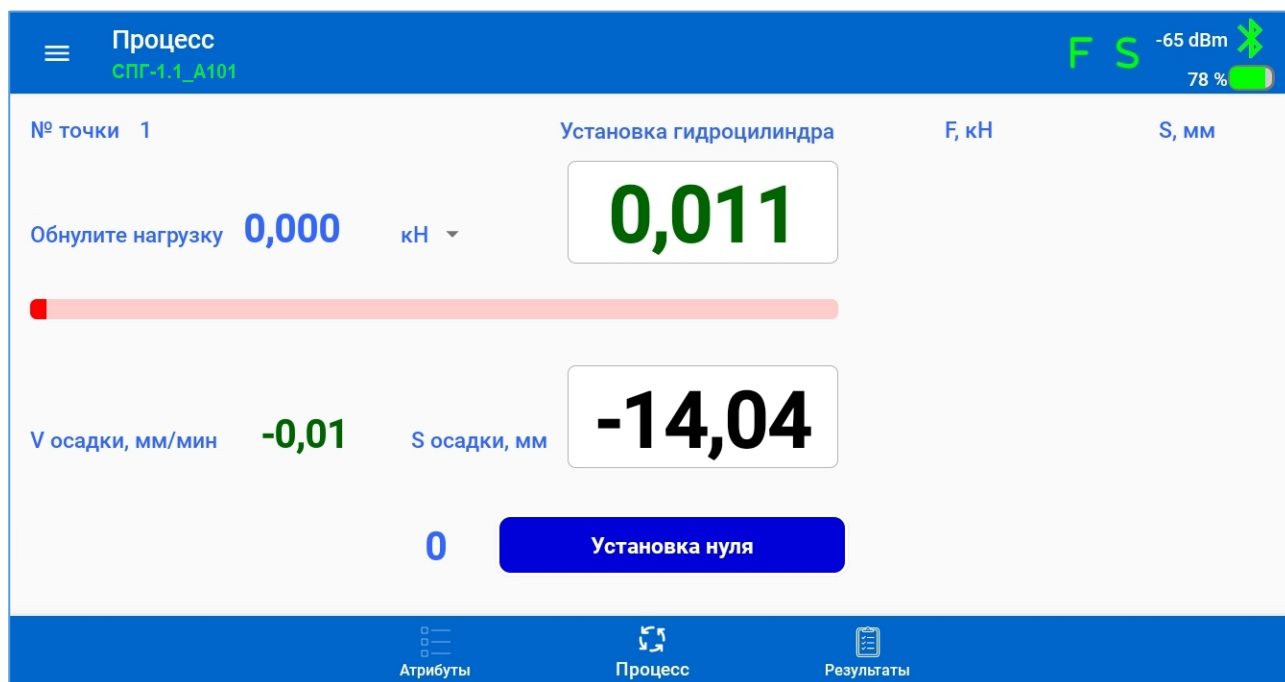 Процесс
СПГ-1.1_А101
F S
-65 dBm
78 %
№ точки 1
Установка гидроцилиндра
F, кН
S, мм
Обнулите нагрузку 0,000 кН
0,011
V осадки, мм/мин -0,01
S осадки, мм -14,04
0
Установка нуля
Атрибуты
Процесс
Результаты